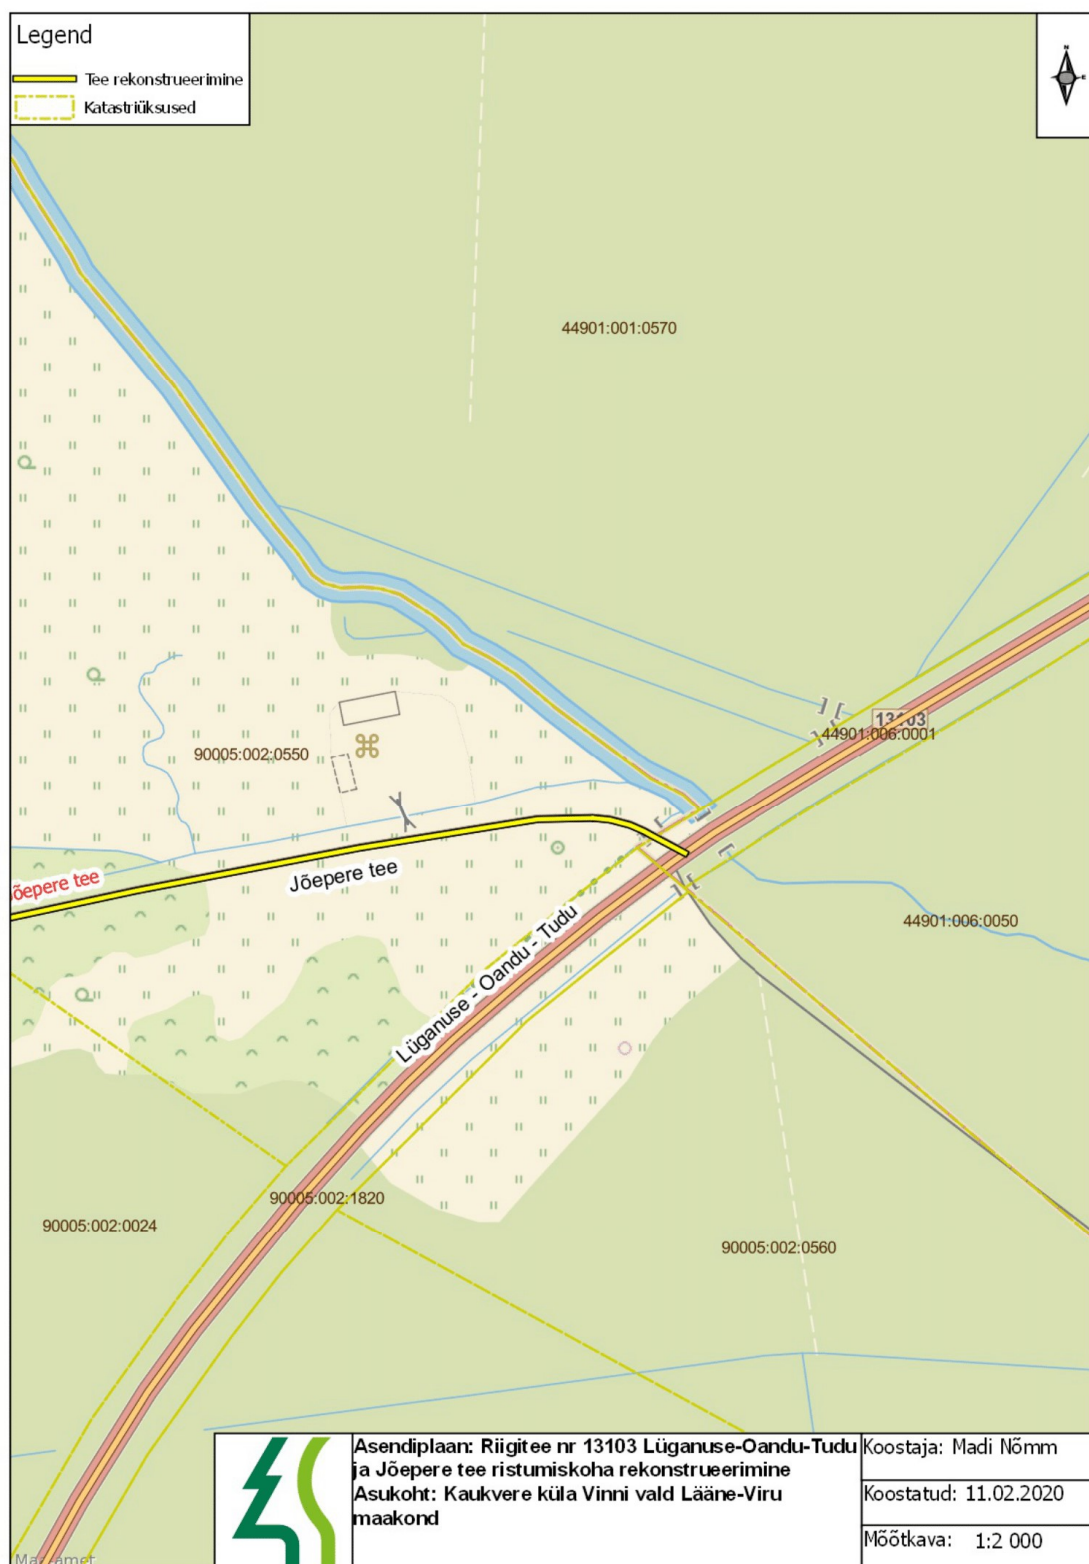 Legend
Tee rekonstrueerimine
Katastriüksused
N
E
44901:001:0570
13103
44901:006:0001
90005:002:0550
Jõepere tee
õepere tee
44901:006:0050
Lüganuse - Oandu - Tudu
90005:002:1820
90005:002:0024
90005:002:0560
Asendiplaan: Riigitee nr 13103 Lüganuse-Oandu-Tudu
ja Jõepere tee ristumiskoha rekonstrueerimine
Asukoht: Kaukvere küla Vinni vald Lääne-Viru
maakond
Koostaja: Madi Nõmm
Koostatud: 11.02.2020
Mõõtkava: 1:2 000